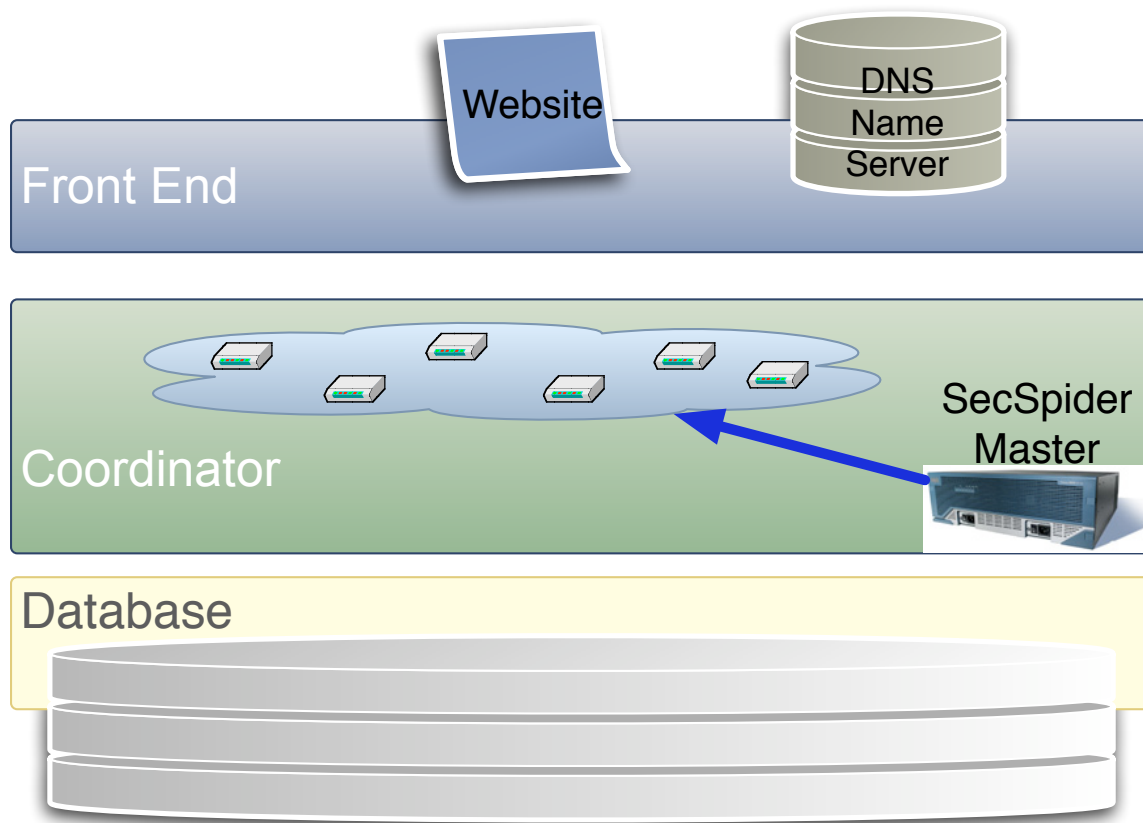 Website
DNS
Name
Server
Front End
SecSpider
Master
Coordinator
Database